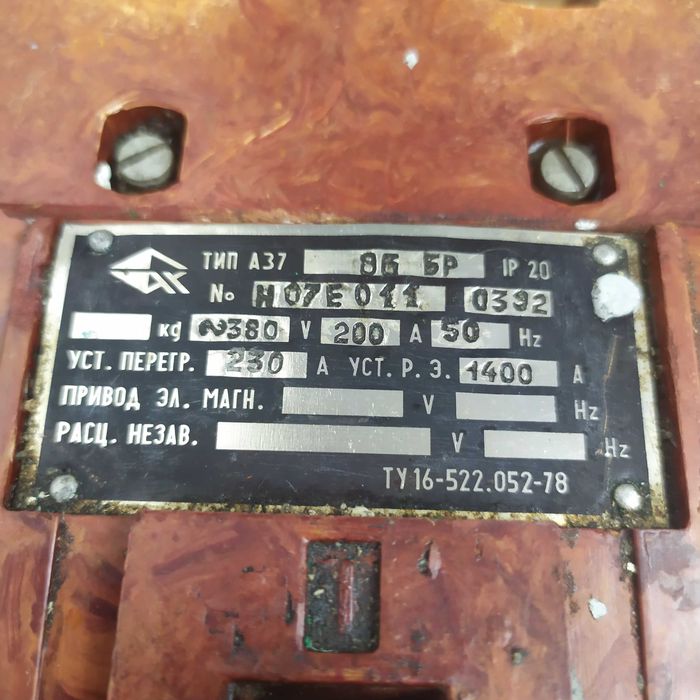 ТИП А37 86 БР IP 20
№ Н07Е011 0392
kg ~380 V 200 A 50 Hz
УСТ. ПЕРЕГР. 230 А УСТ. Р. Э. 1400 А
ПРИВОД ЭЛ. МАГН. V Hz
РАСЦ. НЕЗАВ. V Hz
ТУ16-522.052-78